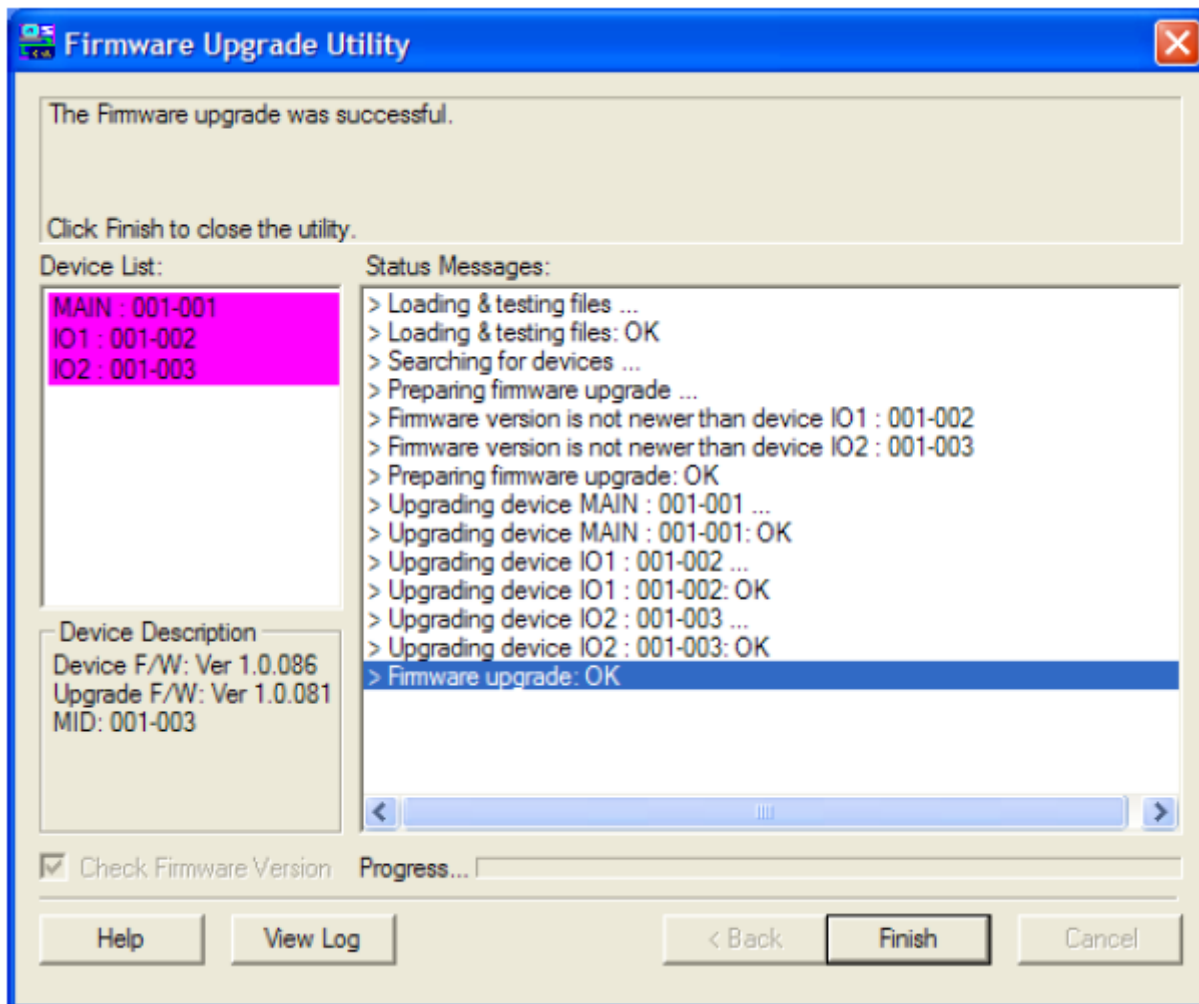 Firmware Upgrade Utility
The Firmware upgrade was successful.
Click Finish to close the utility.
Device List:
MAIN : 001-001
IO1 : 001-002
IO2 : 001-003
Status Messages:
> Loading & testing files ...
> Loading & testing files: OK
> Searching for devices ...
> Preparing firmware upgrade ...
> Firmware version is not newer than device IO1 : 001-002
> Firmware version is not newer than device IO2 : 001-003
> Preparing firmware upgrade: OK
> Upgrading device MAIN : 001-001 ...
> Upgrading device MAIN : 001-001: OK
> Upgrading device IO1 : 001-002 ...
> Upgrading device IO1 : 001-002: OK
> Upgrading device IO2 : 001-003 ...
> Upgrading device IO2 : 001-003: OK
> Firmware upgrade: OK
Device Description
Device F/W: Ver 1.0.086
Upgrade F/W: Ver 1.0.081
MID: 001-003
Check Firmware Version
Progress...
Help
View Log
< Back
Finish
Cancel